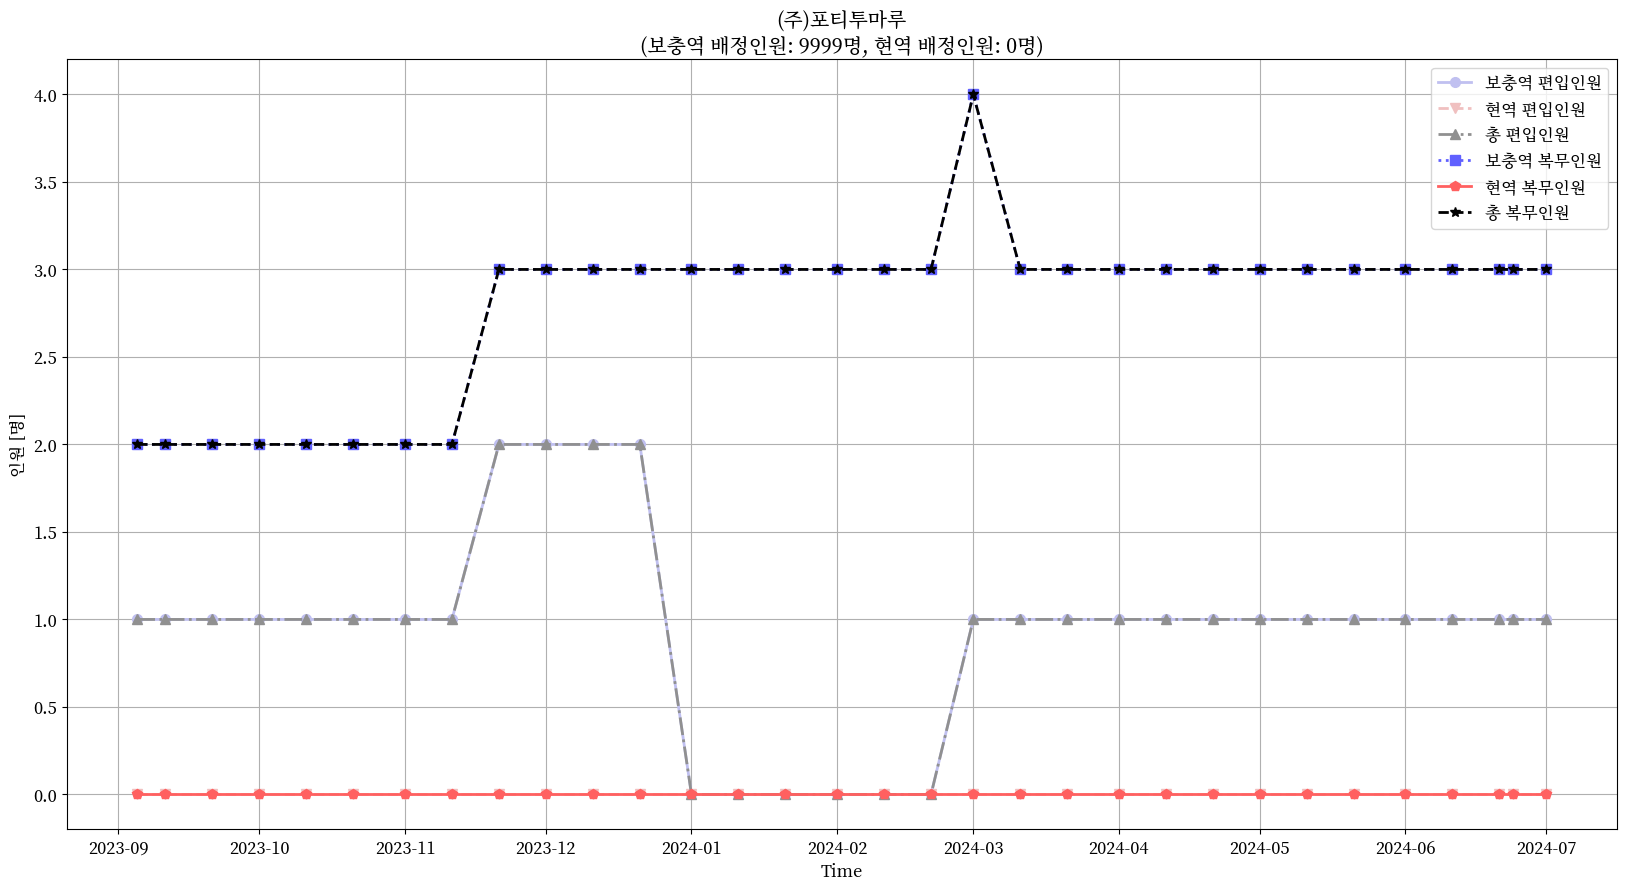 (주)포티투마루
(보충역 배정인원: 9999명, 현역 배정인원: 0명)
보충역 편입인원
현역 편입인원
총 편입인원
보충역 복무인원
현역 복무인원
총 복무인원
4.0
3.5
3.0
2.5
2.0
1.5
1.0
0.5
0.0
인원 [명]
2023-09 2023-10 2023-11 2023-12 2024-01 2024-02 2024-03 2024-04 2024-05 2024-06 2024-07
Time